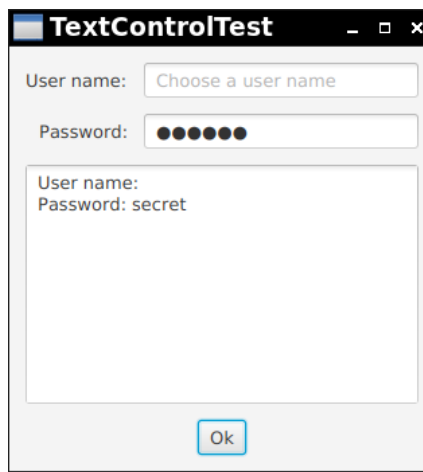 TextControlTest
User name: Choose a user name
Password: ●●●●●●
User name:
Password: secret
Ok